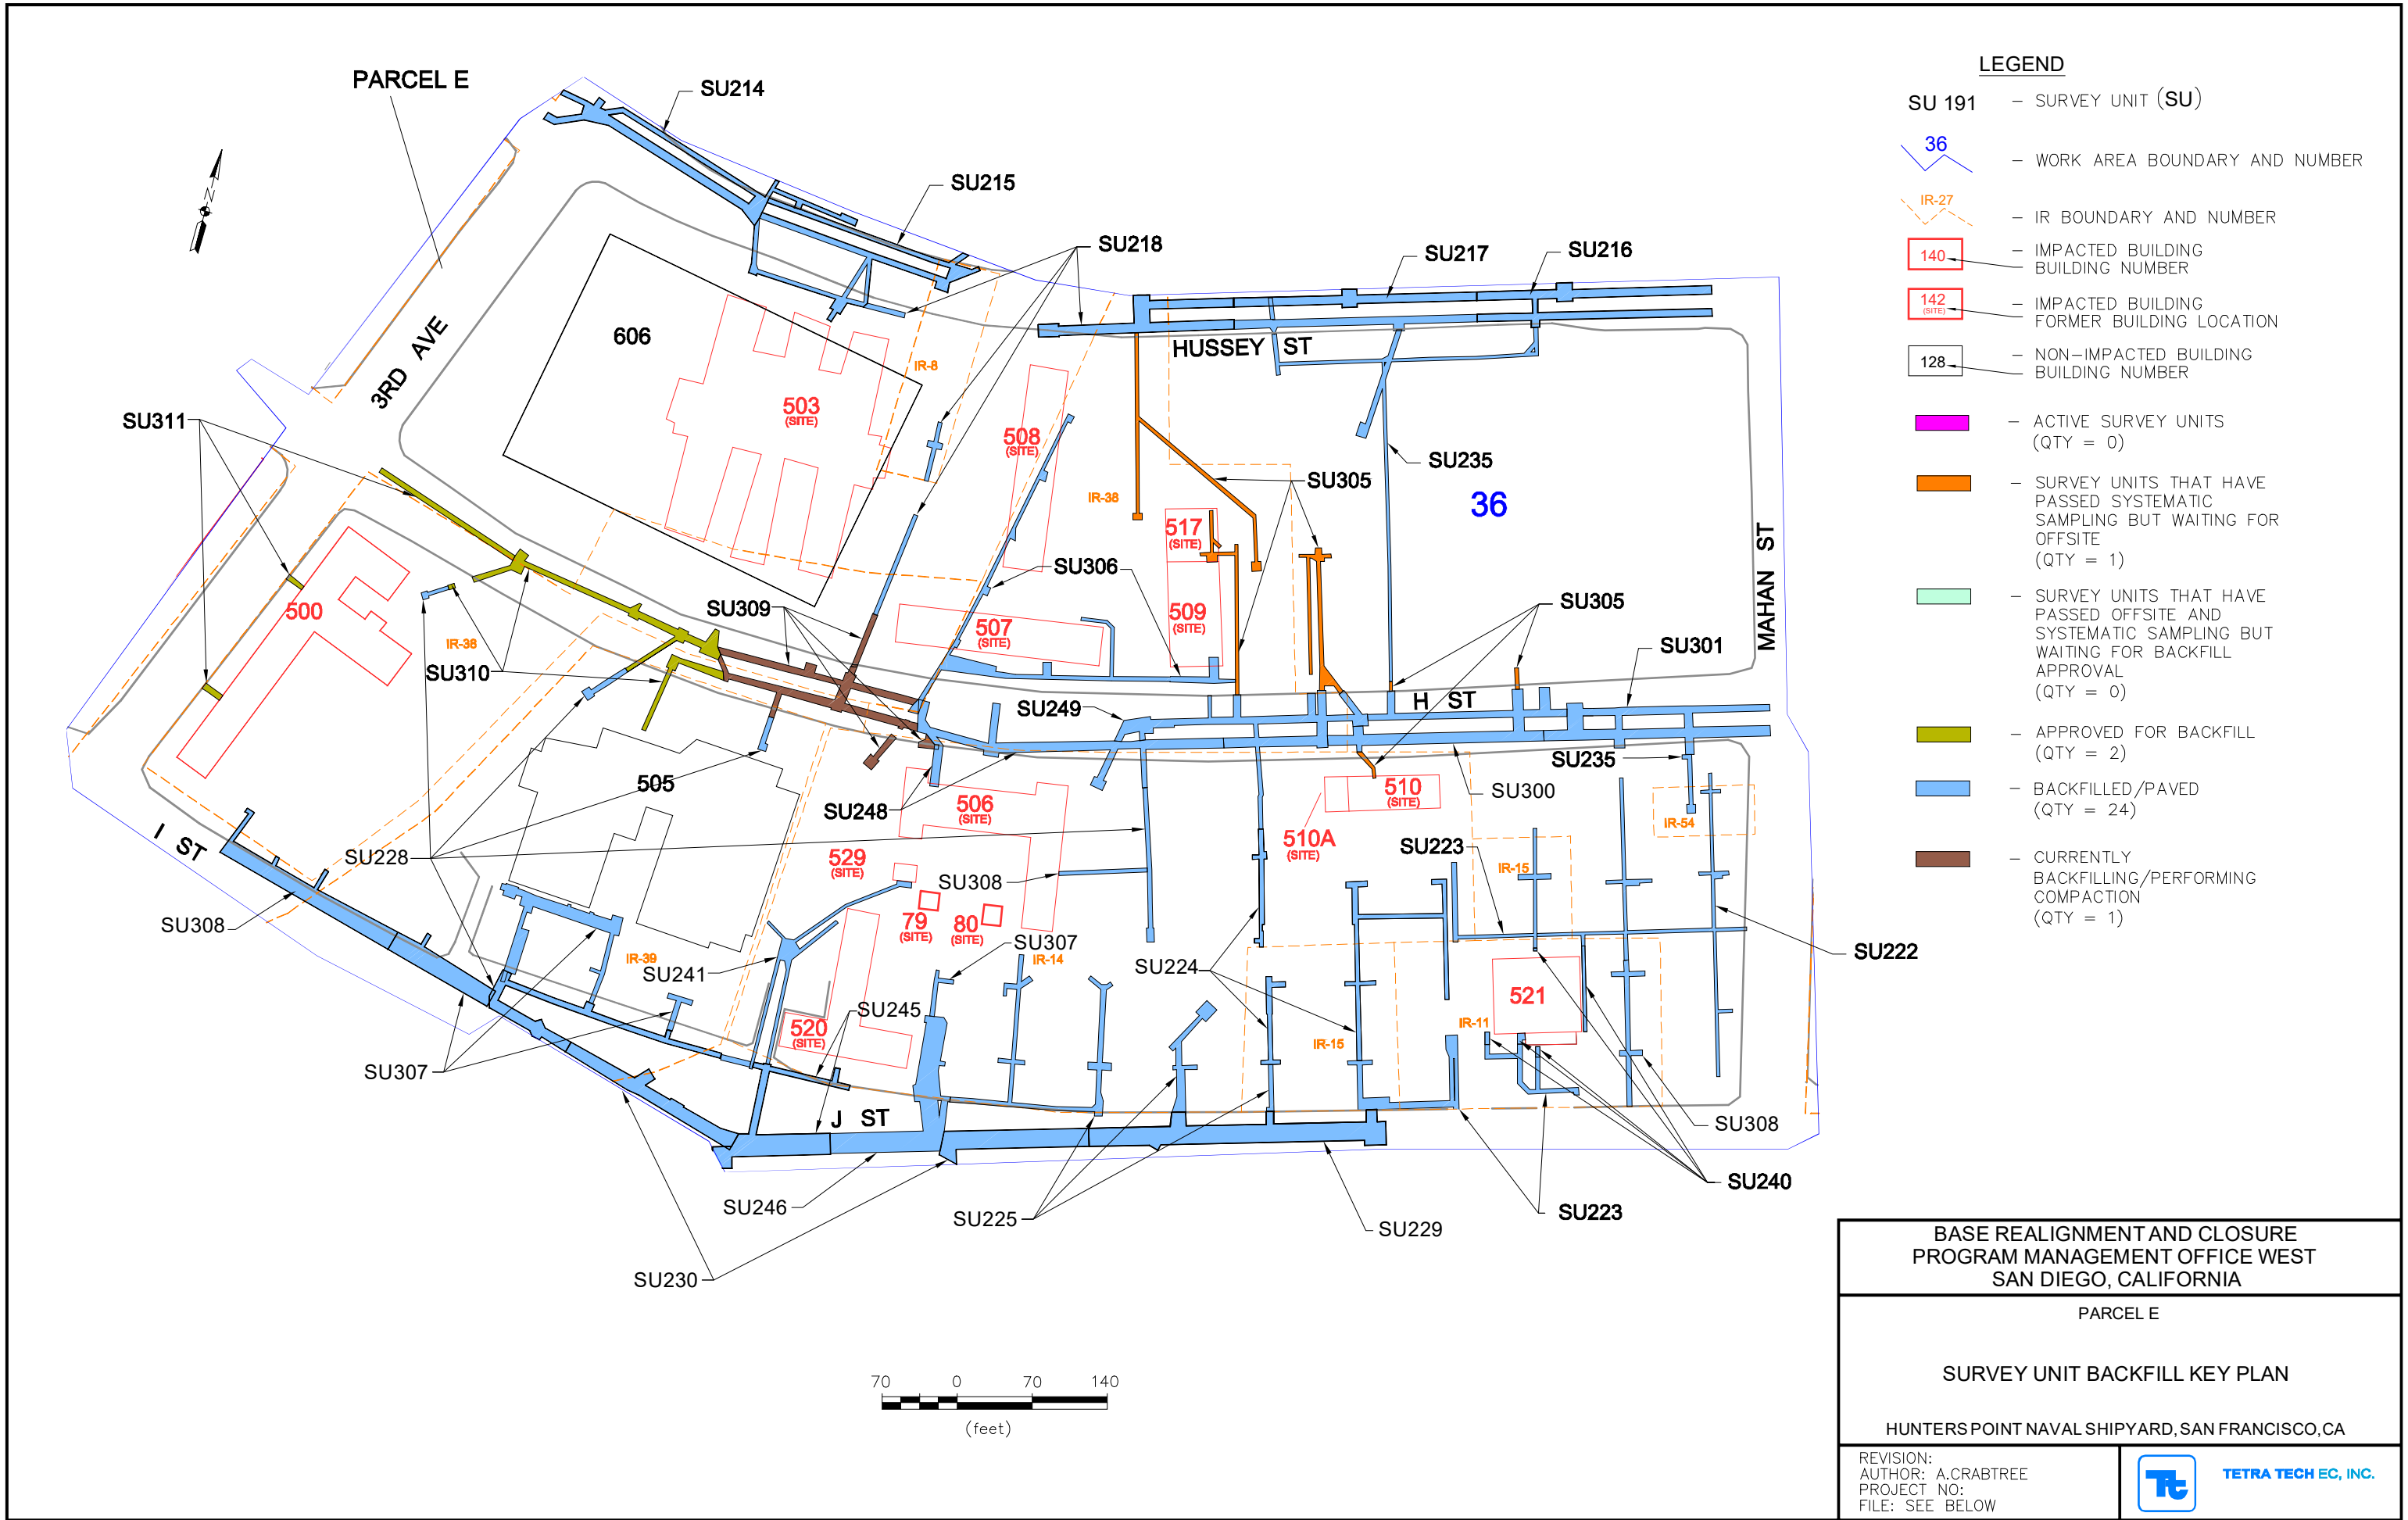 PARCEL E
SU214
SU215
SU218
SU217
SU216
HUSSEY ST
3RD AVE
606
503
(SITE)
IR-8
508
(SITE)
SU311
SU235
36
IR-38
SU305
517
(SITE)
SU306
509
(SITE)
507
(SITE)
SU309
SU305
500
IR-38
SU310
MAHAN ST
SU301
H ST
SU249
SU235
SU300
505
SU248
506
(SITE)
510
(SITE)
510A
(SITE)
IR-54
I ST
SU228
529
(SITE)
SU308
SU223
IR-15
79
(SITE)
80
(SITE)
SU308
SU307
IR-14
IR-39
SU241
SU224
SU222
521
520
(SITE)
SU245
IR-11
IR-15
SU307
J ST
SU308
SU240
SU246
SU225
SU229
SU223
SU230
N
70 0 70 140
(feet)
LEGEND
SU 191 - SURVEY UNIT (SU)
36 - WORK AREA BOUNDARY AND NUMBER
IR-27 - IR BOUNDARY AND NUMBER
140 - IMPACTED BUILDING
BUILDING NUMBER
142 - IMPACTED BUILDING
(SITE) FORMER BUILDING LOCATION
128 - NON-IMPACTED BUILDING
BUILDING NUMBER
- ACTIVE SURVEY UNITS
(QTY = 0)
- SURVEY UNITS THAT HAVE
PASSED SYSTEMATIC
SAMPLING BUT WAITING FOR
OFFSITE
(QTY = 1)
- SURVEY UNITS THAT HAVE
PASSED OFFSITE AND
SYSTEMATIC SAMPLING BUT
WAITING FOR BACKFILL
APPROVAL
(QTY = 0)
- APPROVED FOR BACKFILL
(QTY = 2)
- BACKFILLED/PAVED
(QTY = 24)
- CURRENTLY
BACKFILLING/PERFORMING
COMPACTION
(QTY = 1)
BASE REALIGNMENT AND CLOSURE
PROGRAM MANAGEMENT OFFICE WEST
SAN DIEGO, CALIFORNIA
PARCEL E
SURVEY UNIT BACKFILL KEY PLAN
HUNTERS POINT NAVAL SHIPYARD, SAN FRANCISCO, CA
REVISION:
AUTHOR: A.CRABTREE
PROJECT NO:
FILE: SEE BELOW
Tt
TETRA TECH EC, INC.